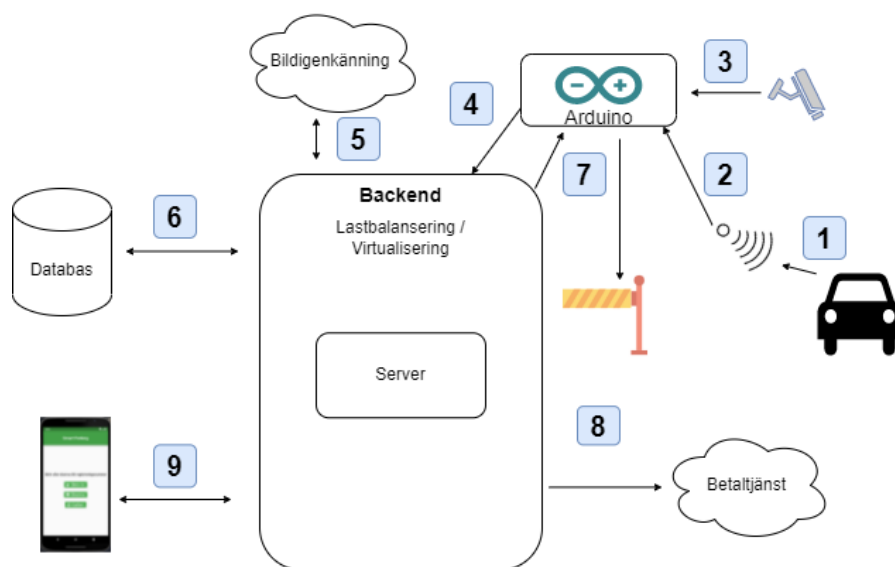 Bildigenkänning
3
4
Arduino
5
7
2
Backend
Lastbalansering /
Virtualisering
6
1
Databas
Server
8
9
Betaltjänst